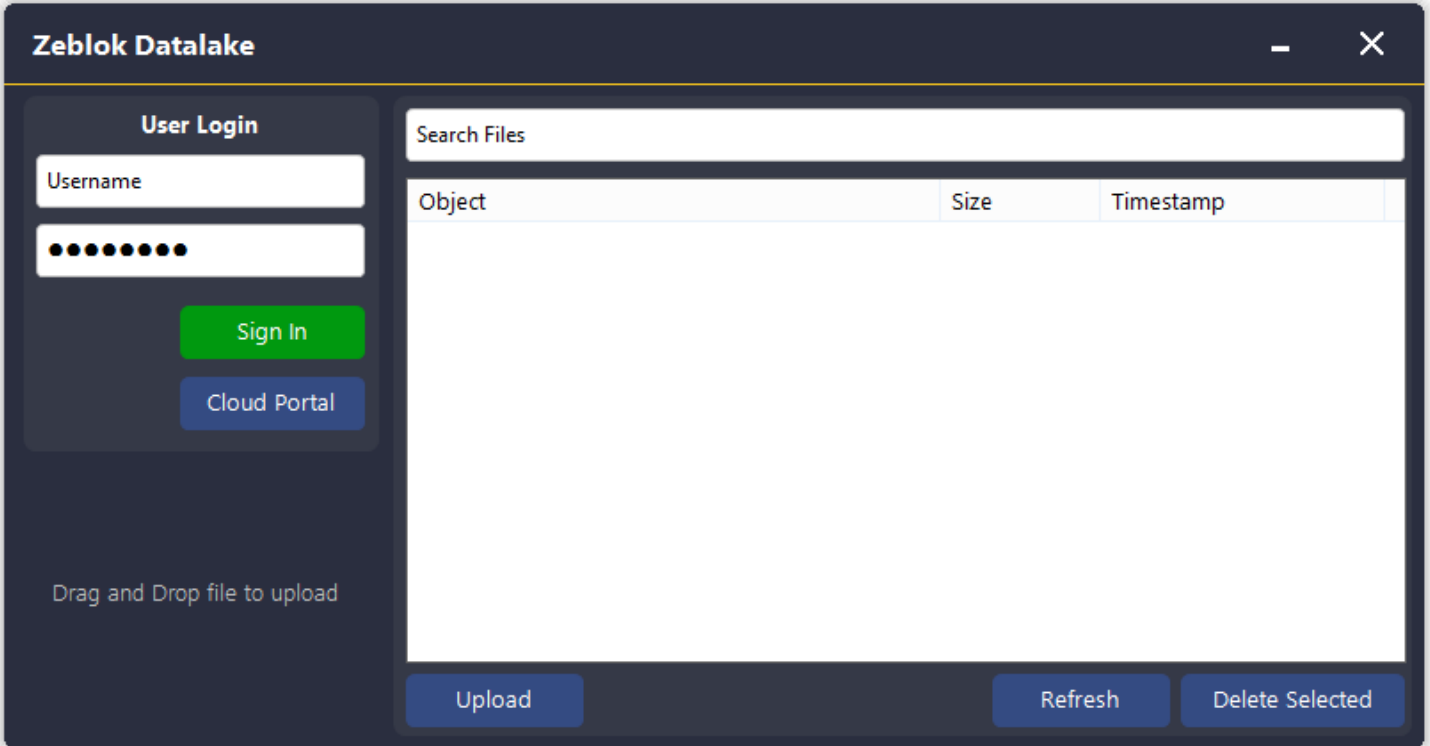 Zeblok Datalake
User Login
Username
●●●●●●●●
Sign In
Cloud Portal
Drag and Drop file to upload
Search Files
Object Size Timestamp
Upload Refresh Delete Selected